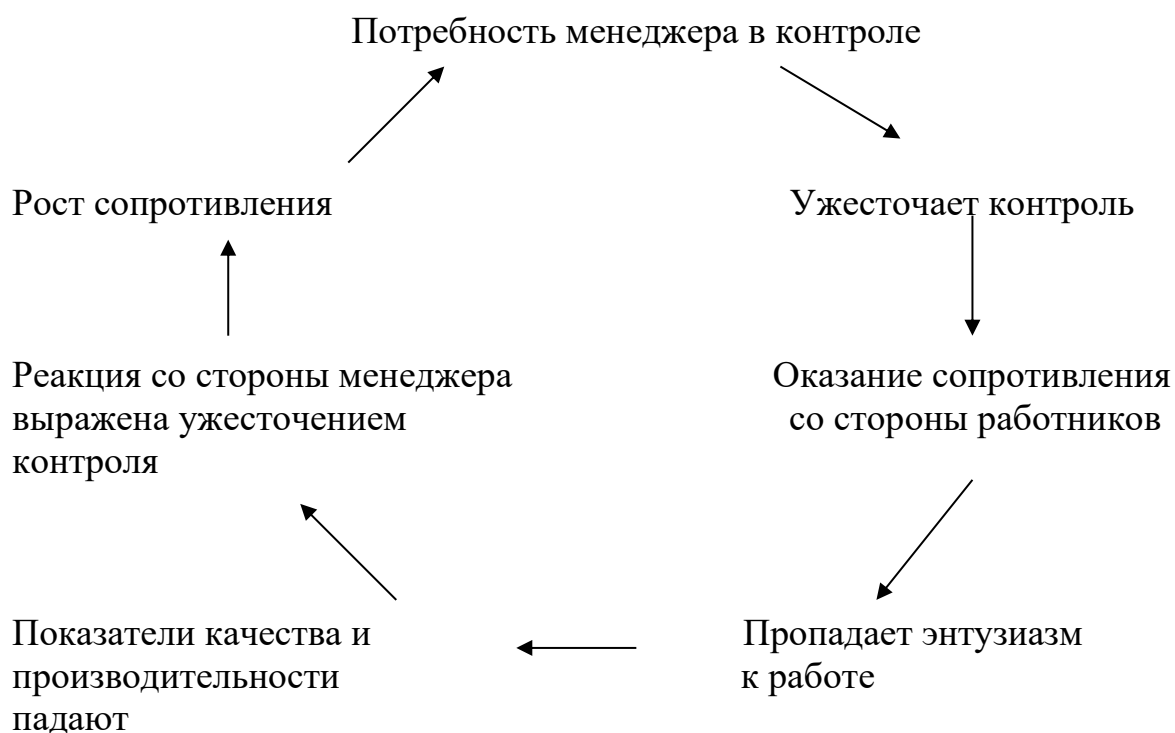 Потребность менеджера в контроле
Рост сопротивления
Ужесточает контроль
Реакция со стороны менеджера
выражена ужесточением
контроля
Оказание сопротивления
со стороны работников
Показатели качества и
производительности
падают
Пропадает энтузиазм
к работе